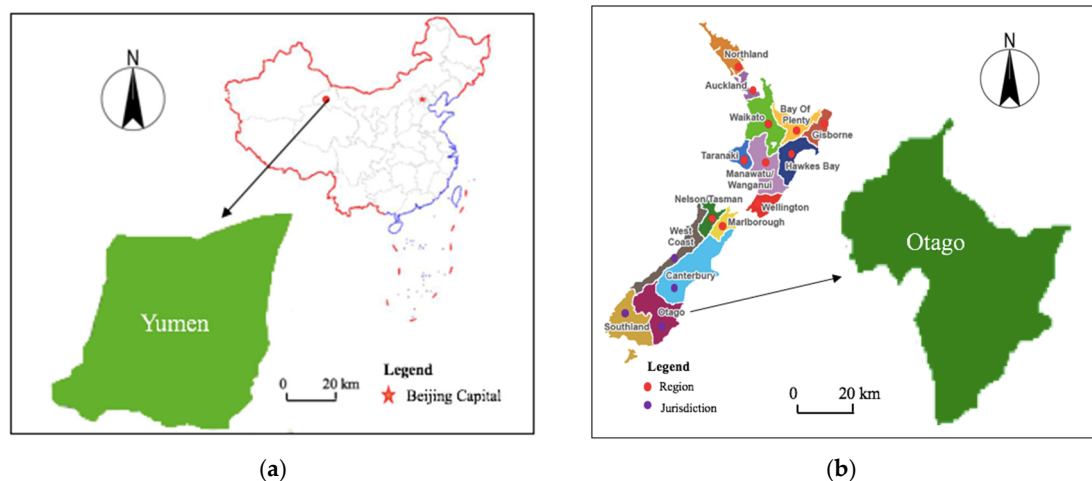 N
Yumen
Legend
0 20 km
Beijing Capital
(a)
N
Northland
Auckland
Waikato
Bay Of
Plenty
Gisborne
Taranaki
Hawkes Bay
Manawatu/
Wanganui
Nelson/Tasman
Wellington
Marlborough
West
Coast
Canterbury
Otago
Southland
Otago
Legend
Region
Jurisdiction
0 20 km
(b)